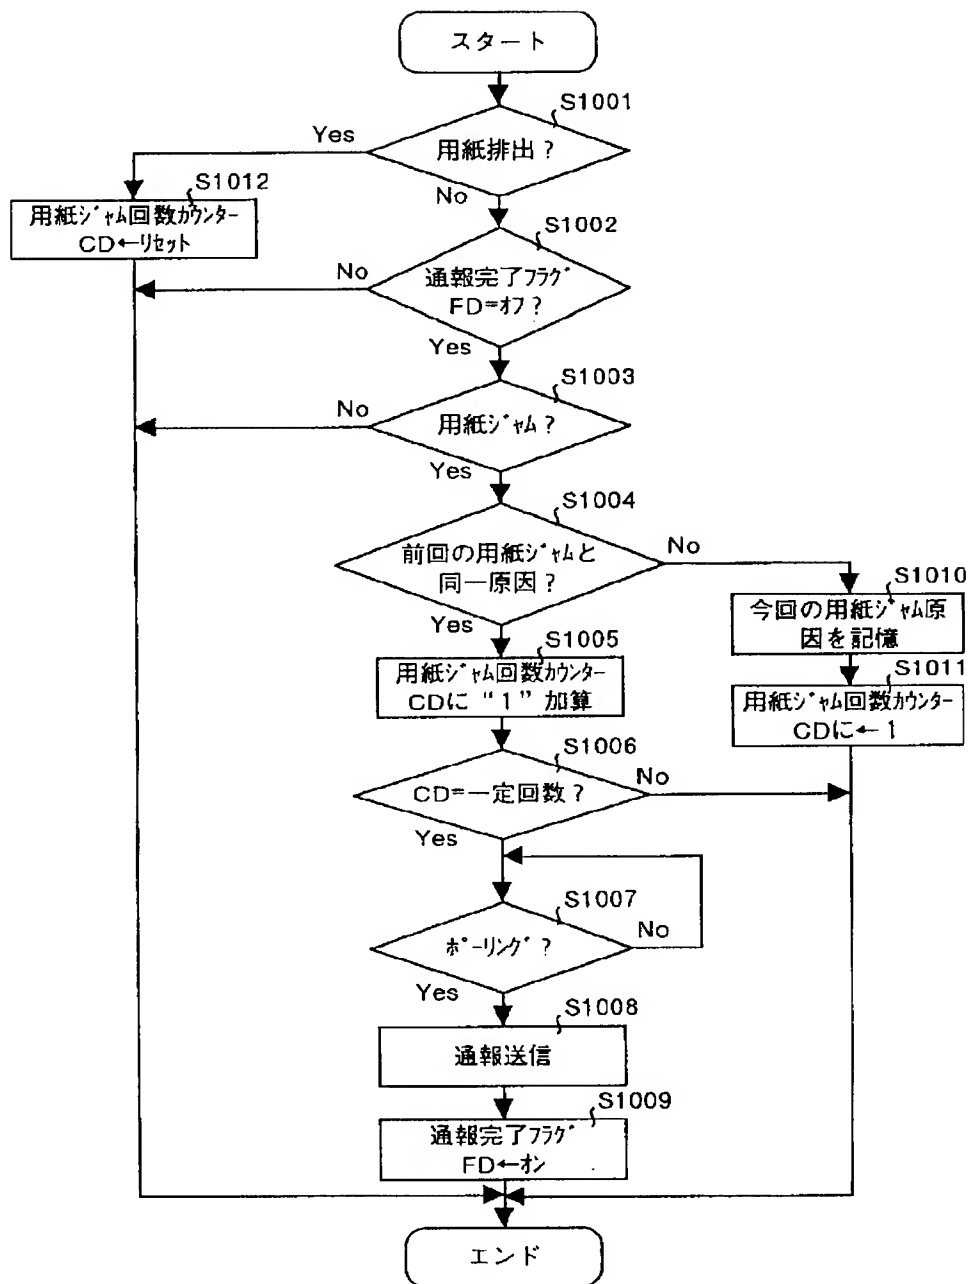 スタート
S1001
用紙排出?
Yes
No
S1012
用紙ジャム回数カウンター
CD←リセット
S1002
通報完了フラグ
FD=オフ?
No
Yes
S1003
用紙ジャム?
No
Yes
S1004
前回の用紙ジャムと
同一原因?
No
Yes
S1010
今回の用紙ジャム原
因を記憶
S1005
用紙ジャム回数カウンター
CDに“1”加算
S1011
用紙ジャム回数カウンター
CDに←1
S1006
CD=一定回数?
No
Yes
S1007
ポーリング?
No
Yes
S1008
通報送信
S1009
通報完了フラグ
FD←オン
エンド